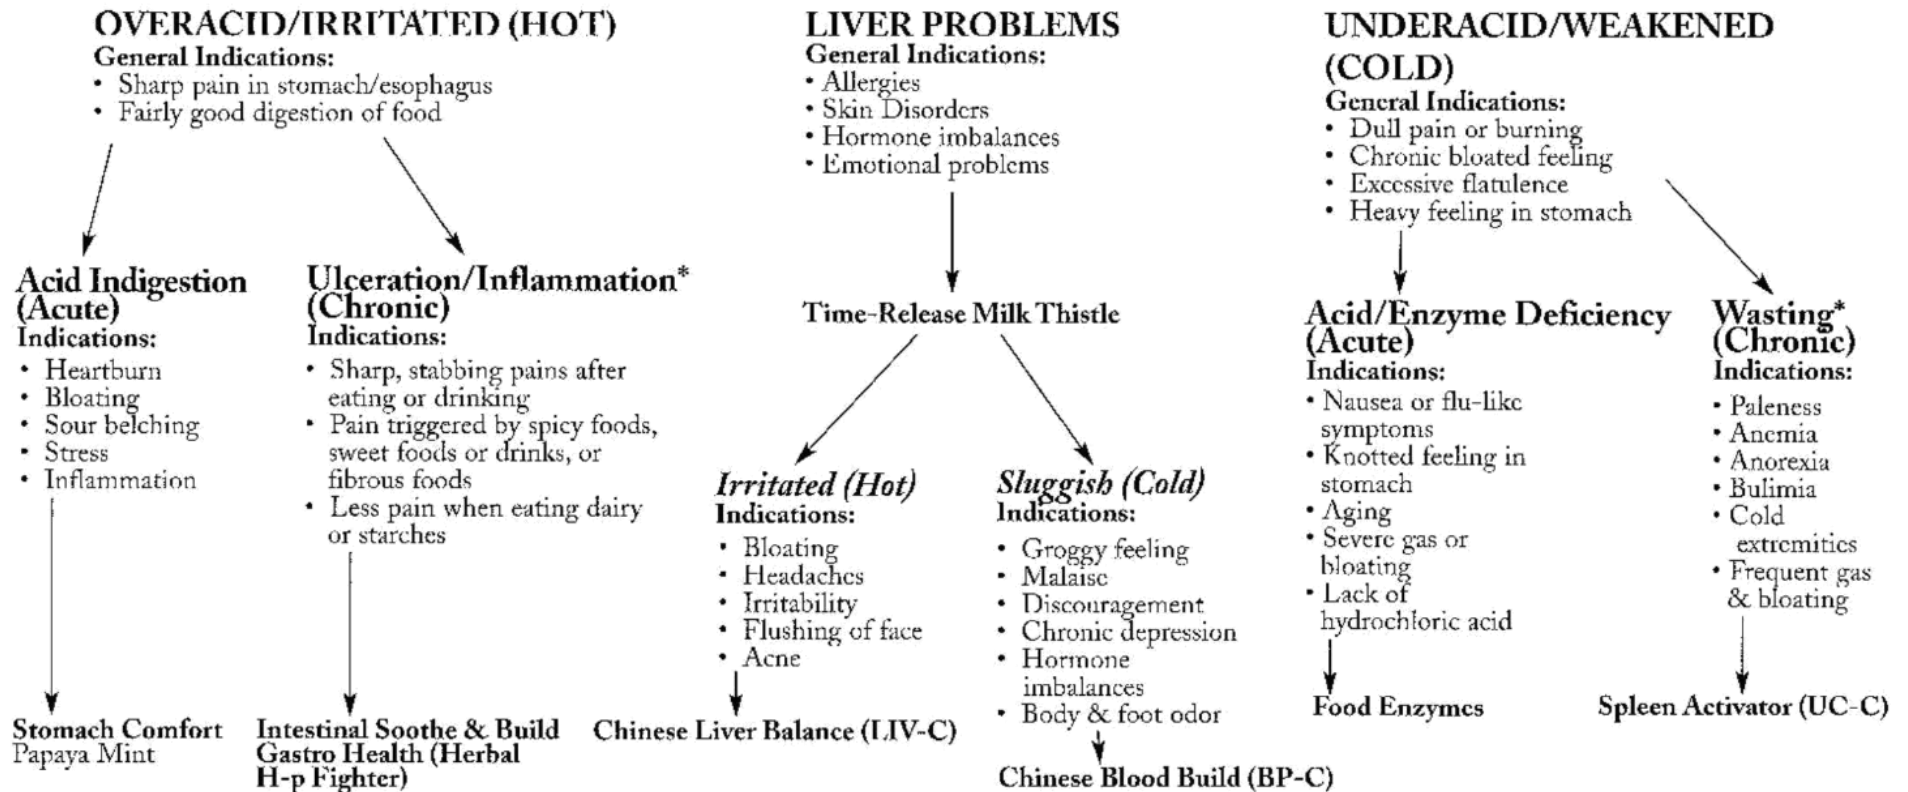 OVERACID/IRRITATED (HOT)
General Indications:
• Sharp pain in stomach/esophagus
• Fairly good digestion of food
Acid Indigestion
(Acute)
Indications:
• Heartburn
• Bloating
• Sour belching
• Stress
• Inflammation
Stomach Comfort
Papaya Mint
Ulceration/Inflammation*
(Chronic)
Indications:
• Sharp, stabbing pains after
eating or drinking
• Pain triggered by spicy foods,
sweet foods or drinks, or
fibrous foods
• Less pain when eating dairy
or starches
Intestinal Soothe & Build
Gastro Health (Herbal
H-p Fighter)
LIVER PROBLEMS
General Indications:
• Allergies
• Skin Disorders
• Hormone imbalances
• Emotional problems
Time-Release Milk Thistle
Irritated (Hot)
Indications:
• Bloating
• Headaches
• Irritability
• Flushing of face
• Acne
Chinese Liver Balance (LIV-C)
Sluggish (Cold)
Indications:
• Groggy feeling
• Malaise
• Discouragement
• Chronic depression
• Hormone
imbalances
• Body & foot odor
Chinese Blood Build (BP-C)
UNDERACID/WEAKENED
(COLD)
General Indications:
• Dull pain or burning
• Chronic bloated feeling
• Excessive flatulence
• Heavy feeling in stomach
Acid/Enzyme Deficiency
(Acute)
Indications:
• Nausea or flu-like
symptoms
• Knotted feeling in
stomach
• Aging
• Severe gas or
bloating
• Lack of
hydrochloric acid
Food Enzymes
Wasting*
(Chronic)
Indications:
• Paleness
• Anemia
• Anorexia
• Bulimia
• Cold
extremities
• Frequent gas
& bloating
Spleen Activator (UC-C)